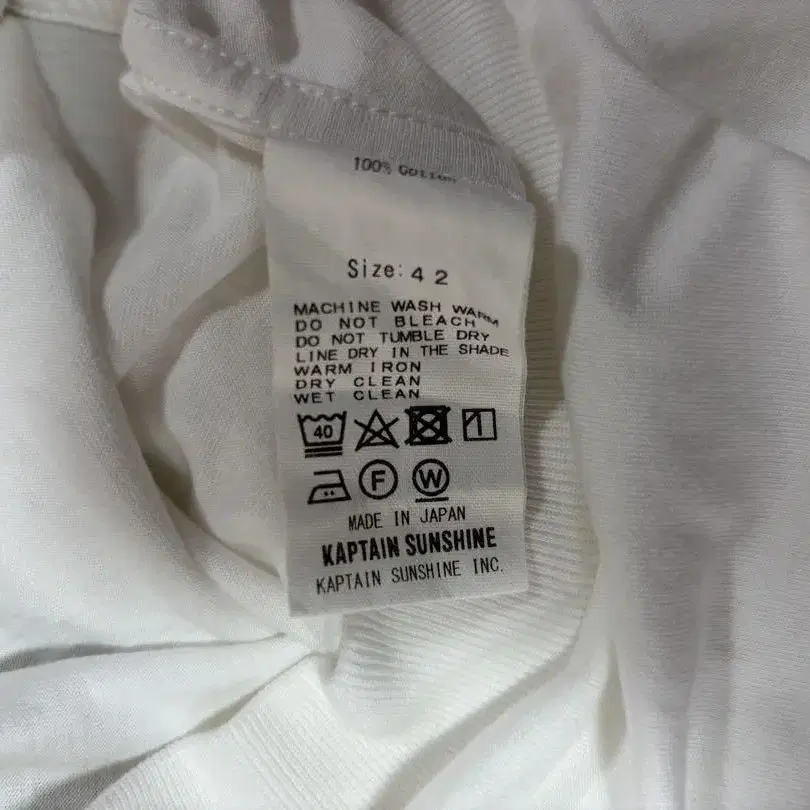 100% Cotton
Size: 42
MACHINE WASH WARM
DO NOT BLEACH
DO NOT TUMBLE DRY
LINE DRY IN THE SHADE
WARM IRON
DRY CLEAN
WET CLEAN
40
F W
MADE IN JAPAN
KAPTAIN SUNSHINE
KAPTAIN SUNSHINE INC.